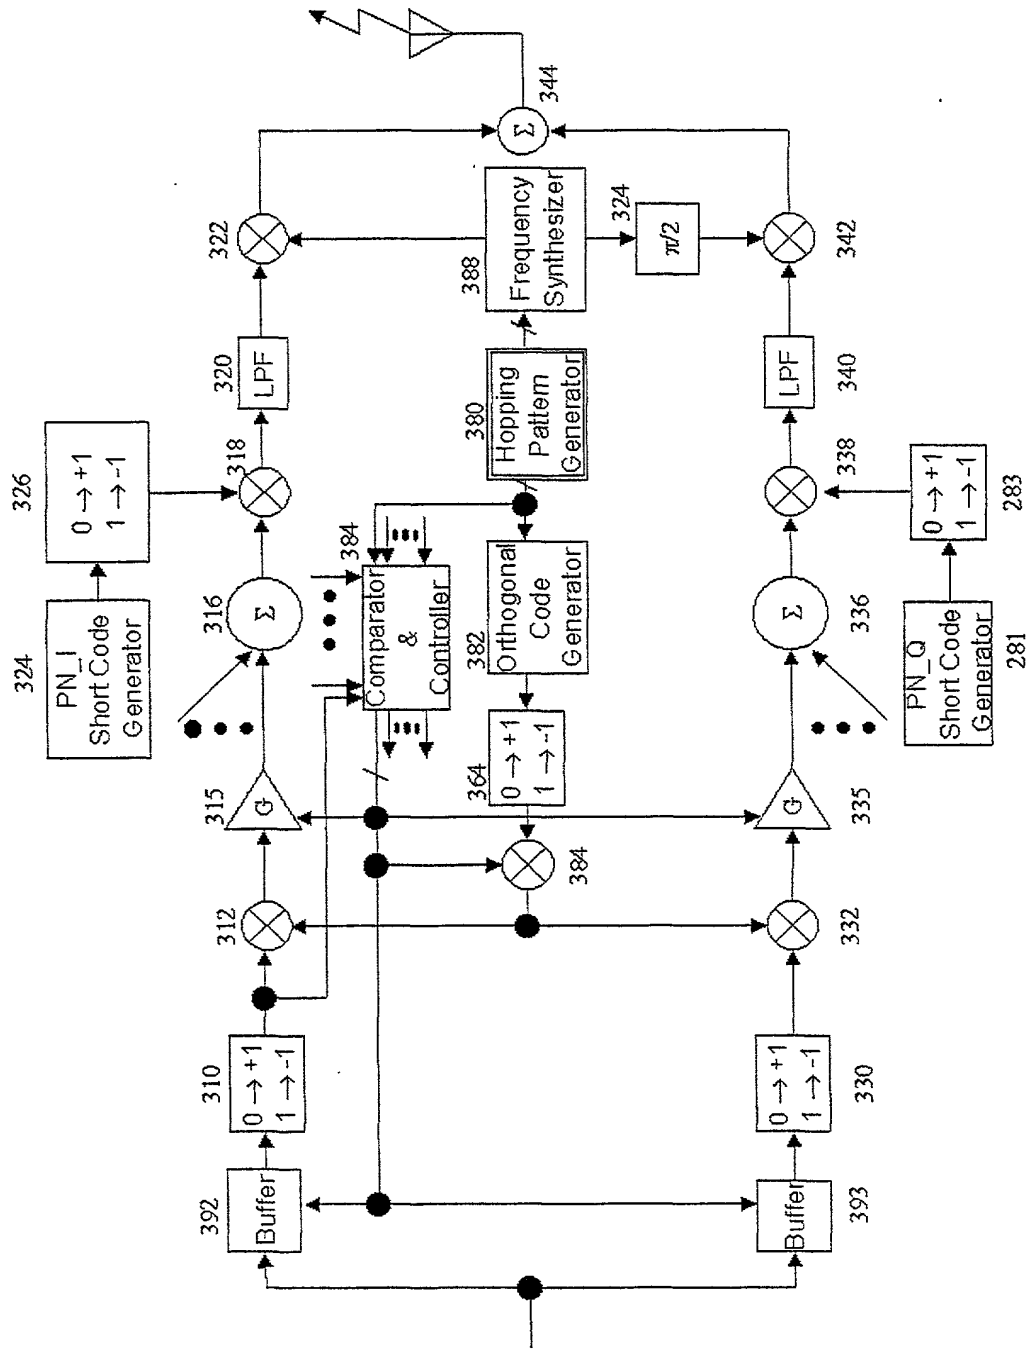 324
326
PN_I
Short Code
Generator
0 → +1
1 → -1
392
310
312
315
316
318
320
322
Buffer
0 → +1
1 → -1
G
Σ
LPF
384
Comparator
&
Controller
364
382
380
388
344
0 → +1
1 → -1
Orthogonal
Code
Generator
Hopping
Pattern
Generator
Frequency
Synthesizer
Σ
384
324
π/2
Buffer
0 → +1
1 → -1
G
Σ
LPF
393
330
332
335
336
338
340
342
PN_Q
Short Code
Generator
0 → +1
1 → -1
281
283